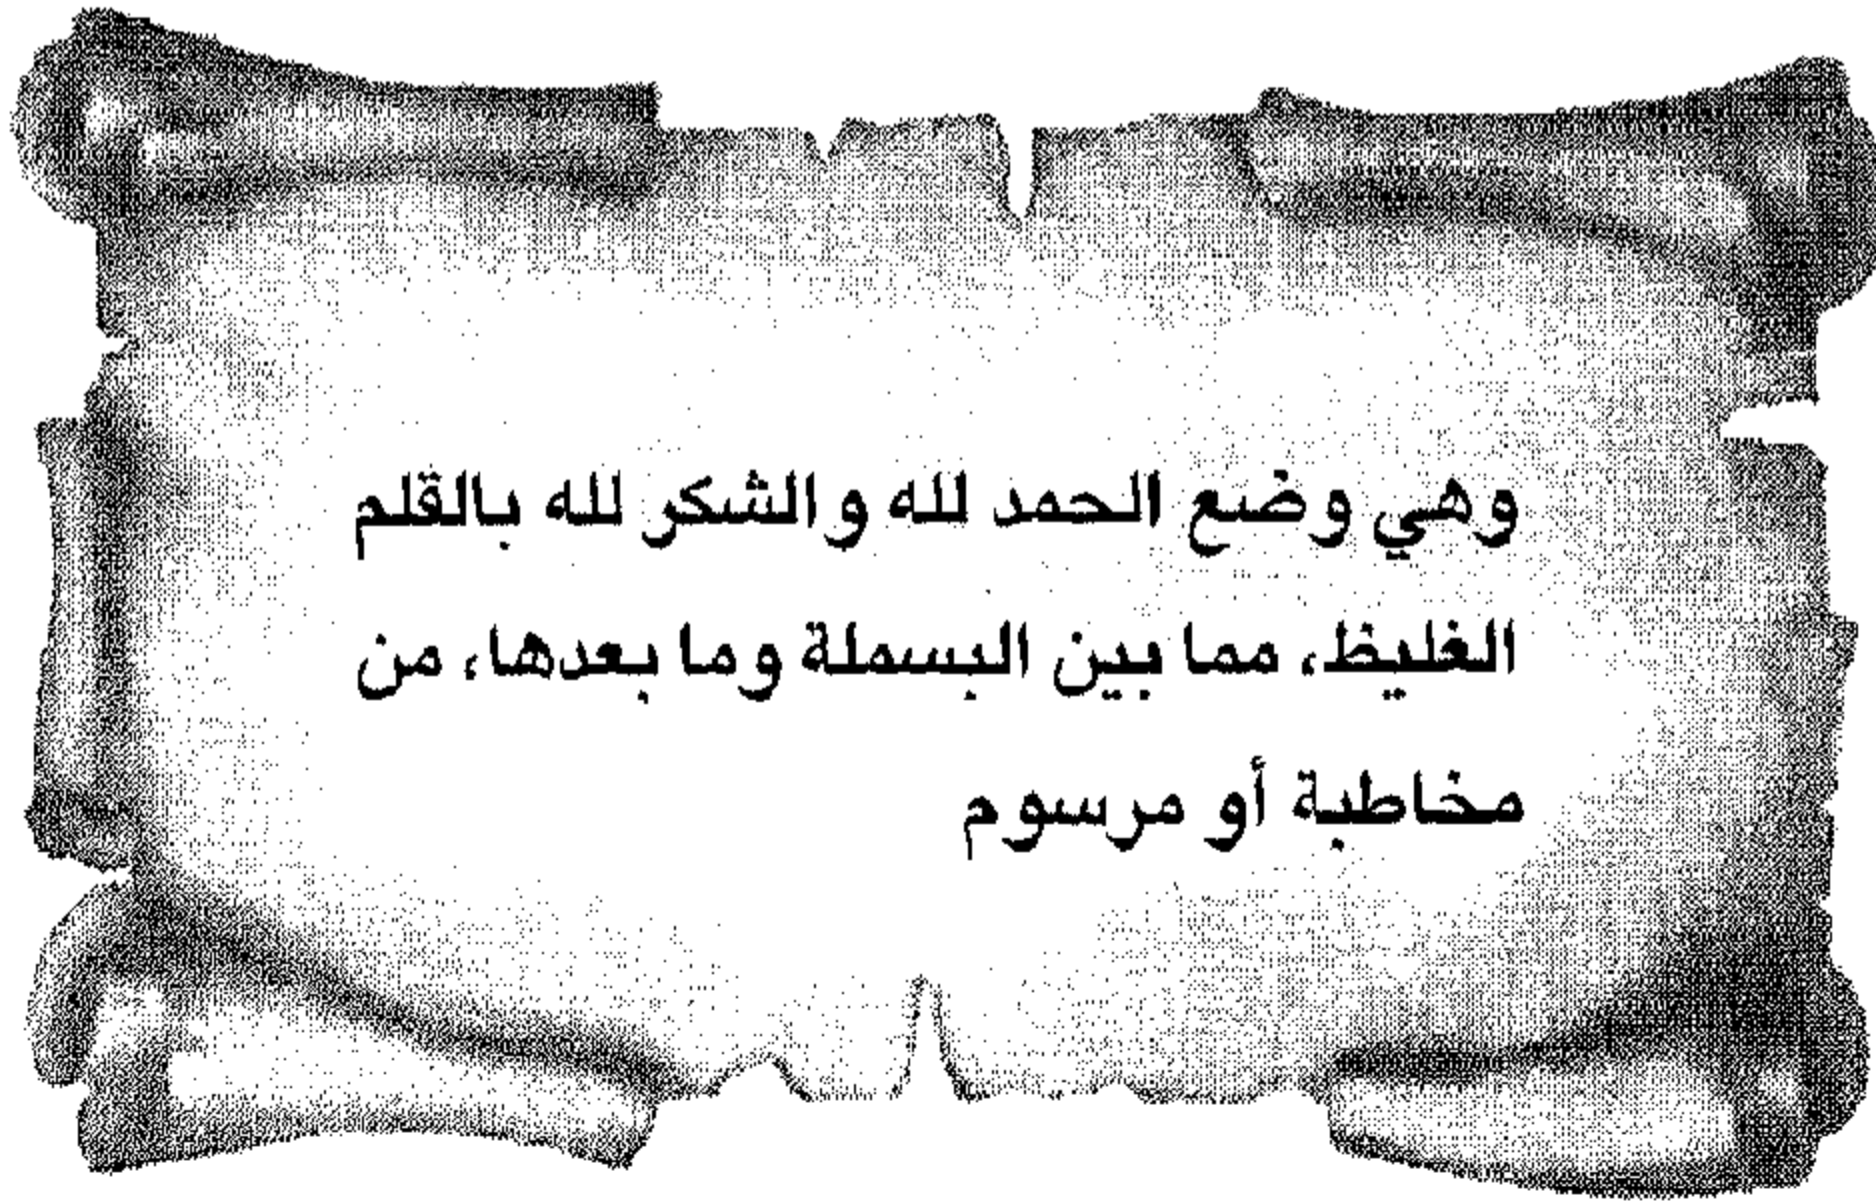 وهي وضع الحمد لله والشكر لله بالقلم
الغليظ، مما بين البسملة وما بعدها، من
مخاطبة أو مرسوم